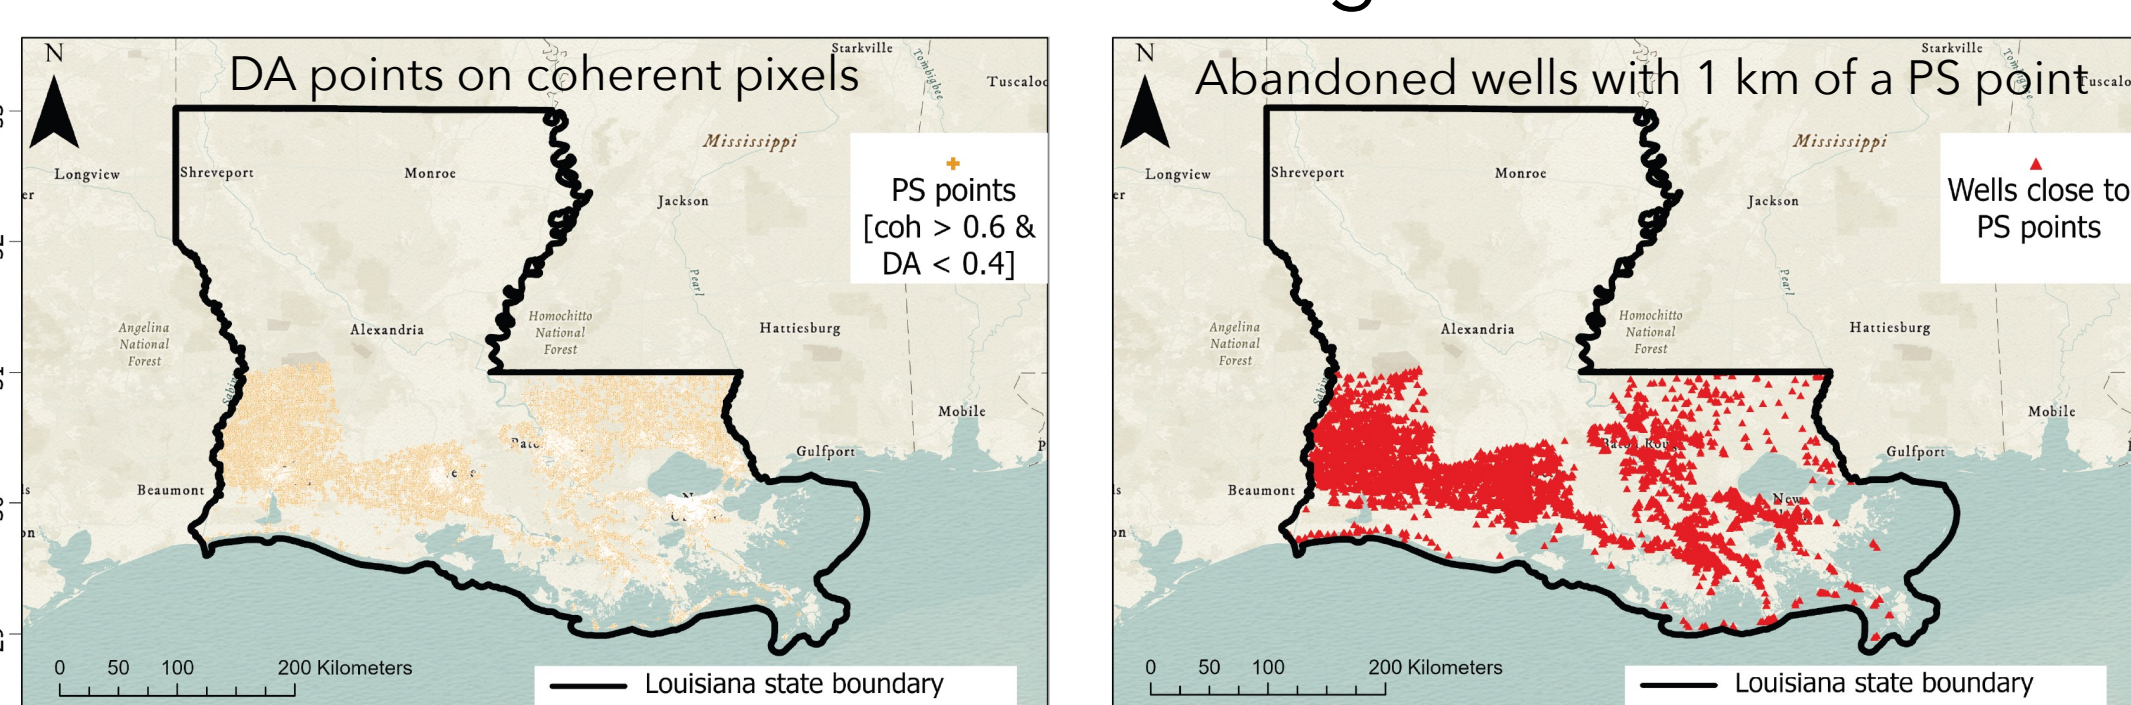 N
DA points on coherent pixels
Starkville
Tombigbee
Mississippi
Longview
Shreveport
Monroe
Jackson
PS points
[coh > 0.6 &
DA < 0.4]
Pearl
Angelina
National
Forest
Alexandria
Homochitto
National
Forest
Hattiesburg
Mobile
Gulfport
Beaumont
0 50 100 200 Kilometers
Louisiana state boundary
N
Abandoned wells with 1 km of a PS point
Starkville
Mississippi
Longview
Shreveport
Monroe
Jackson
Wells close to
PS points
Pearl
Angelina
National
Forest
Alexandria
Homochitto
National
Forest
Hattiesburg
Mobile
Gulfport
Beaumont
New
0 50 100 200 Kilometers
Louisiana state boundary